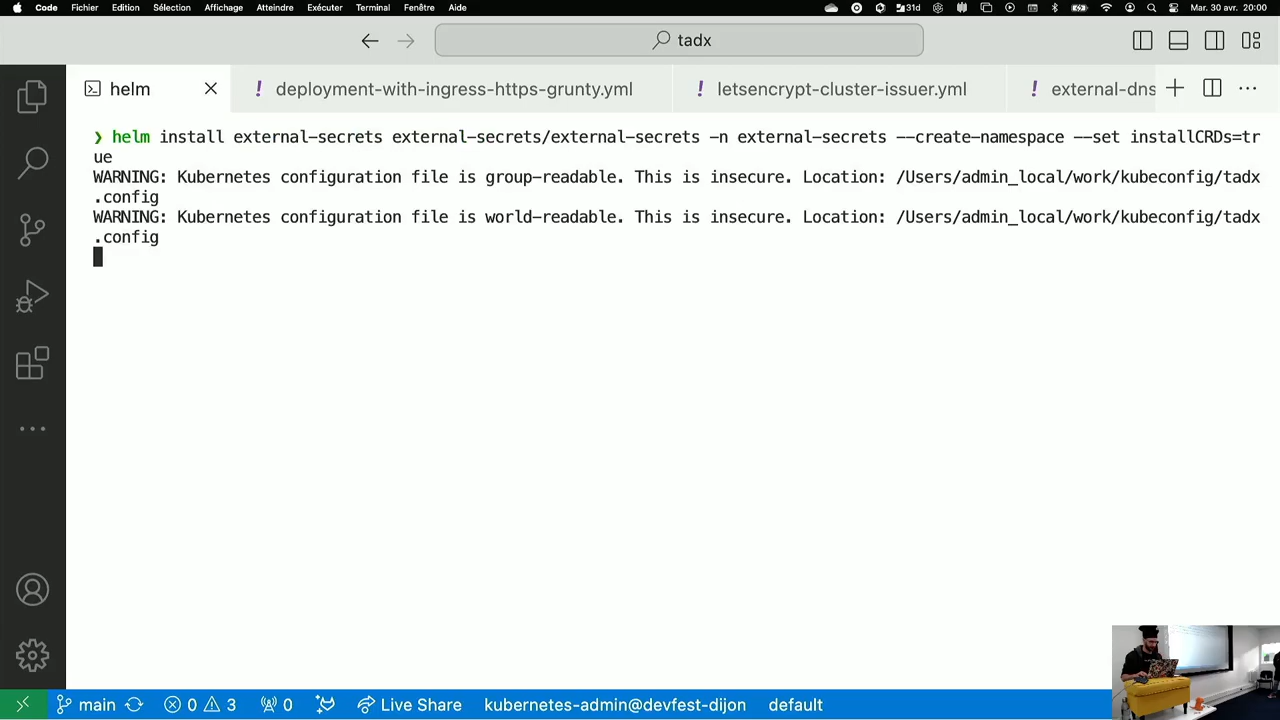 Code Fichier Edition Sélection Affichage Atteindre Exécuter Terminal Fenêtre Aide 31d Mar. 30 avr. 20:00
tadx
helm deployment-with-ingress-https-grunty.yml letsencrypt-cluster-issuer.yml external-dns
❯ helm install external-secrets external-secrets/external-secrets -n external-secrets --create-namespace --set installCRDs=tr
ue
WARNING: Kubernetes configuration file is group-readable. This is insecure. Location: /Users/admin_local/work/kubeconfig/tadx
.config
WARNING: Kubernetes configuration file is world-readable. This is insecure. Location: /Users/admin_local/work/kubeconfig/tadx
.config
main 0 3 0 Live Share kubernetes-admin@devfest-dijon default